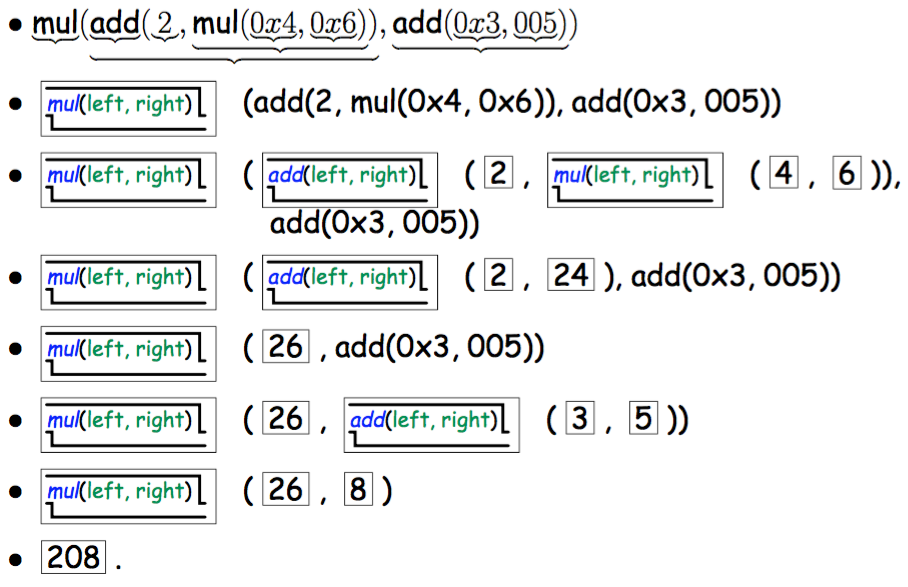 • mul(add(2, mul(0x4, 0x6)), add(0x3, 005))
• mul(left, right) (add(2, mul(0x4, 0x6)), add(0x3, 005))
• mul(left, right) ( add(left, right) ( 2 , mul(left, right) ( 4 , 6 )),
add(0x3, 005))
• mul(left, right) ( add(left, right) ( 2 , 24 ), add(0x3, 005))
• mul(left, right) ( 26 , add(0x3, 005))
• mul(left, right) ( 26 , add(left, right) ( 3 , 5 ))
• mul(left, right) ( 26 , 8 )
• 208 .